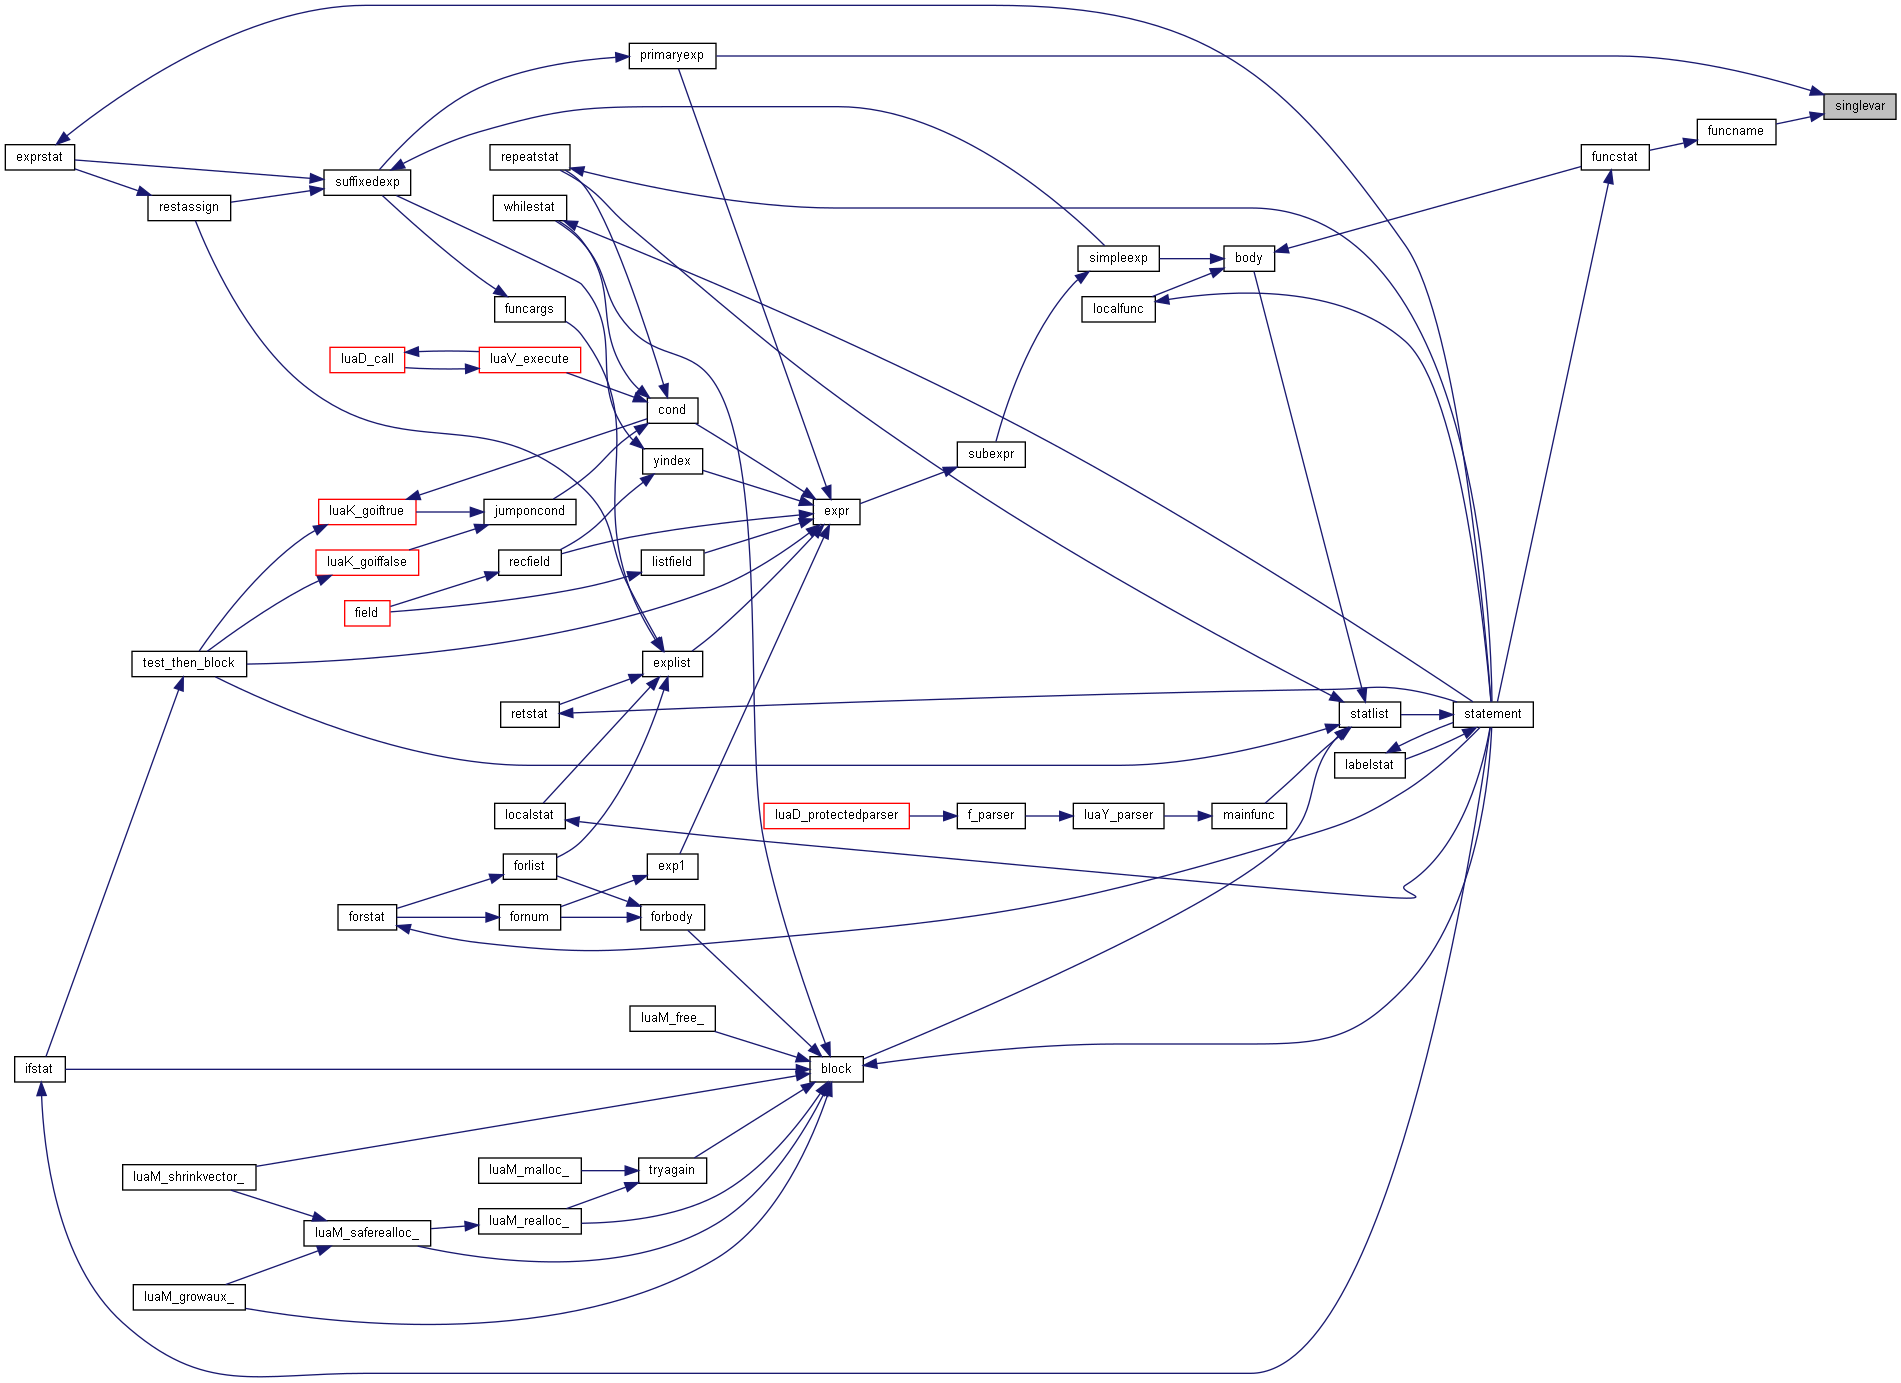 primaryexp
singlevar
funcname
exprstat
repeatstat
funcstat
suffixedexp
restassign
whilestat
simpleexp
body
funcargs
localfunc
luaD_call
luaV_execute
cond
subexpr
yindex
luaK_goiftrue
jumponcond
expr
luaK_goiffalse
recfield
listfield
field
test_then_block
explist
retstat
statlist
statement
labelstat
localstat
luaD_protectedparser
f_parser
luaY_parser
mainfunc
forlist
exp1
forstat
fornum
forbody
luaM_free_
ifstat
block
luaM_shrinkvector_
luaM_malloc_
tryagain
luaM_realloc_
luaM_saferealloc_
luaM_growaux_